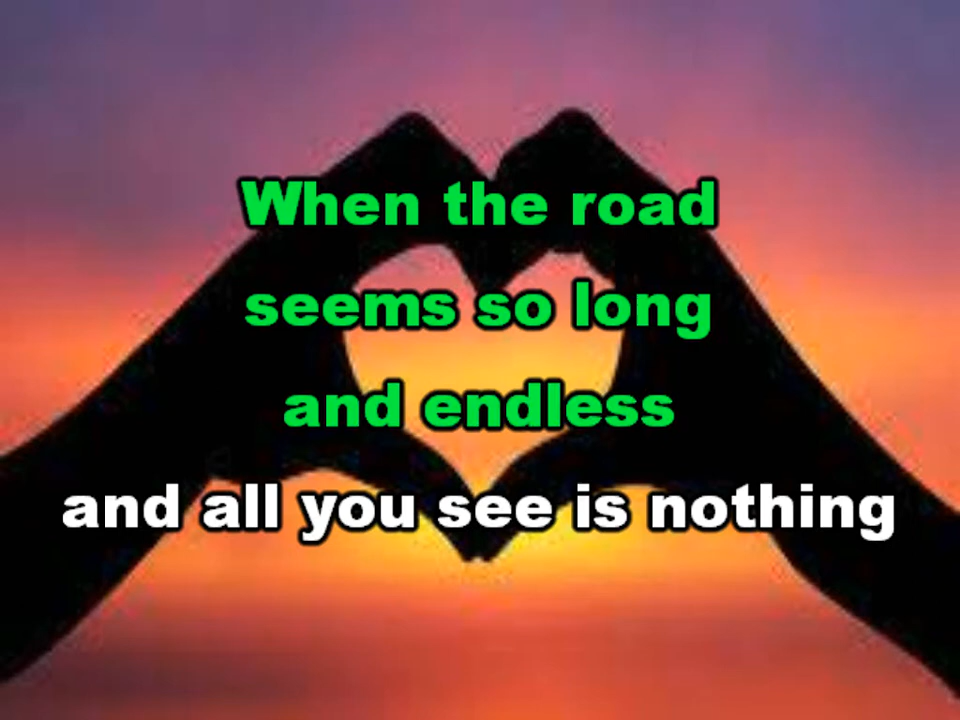 When the road
seems so long
and endless
and all you see is nothing